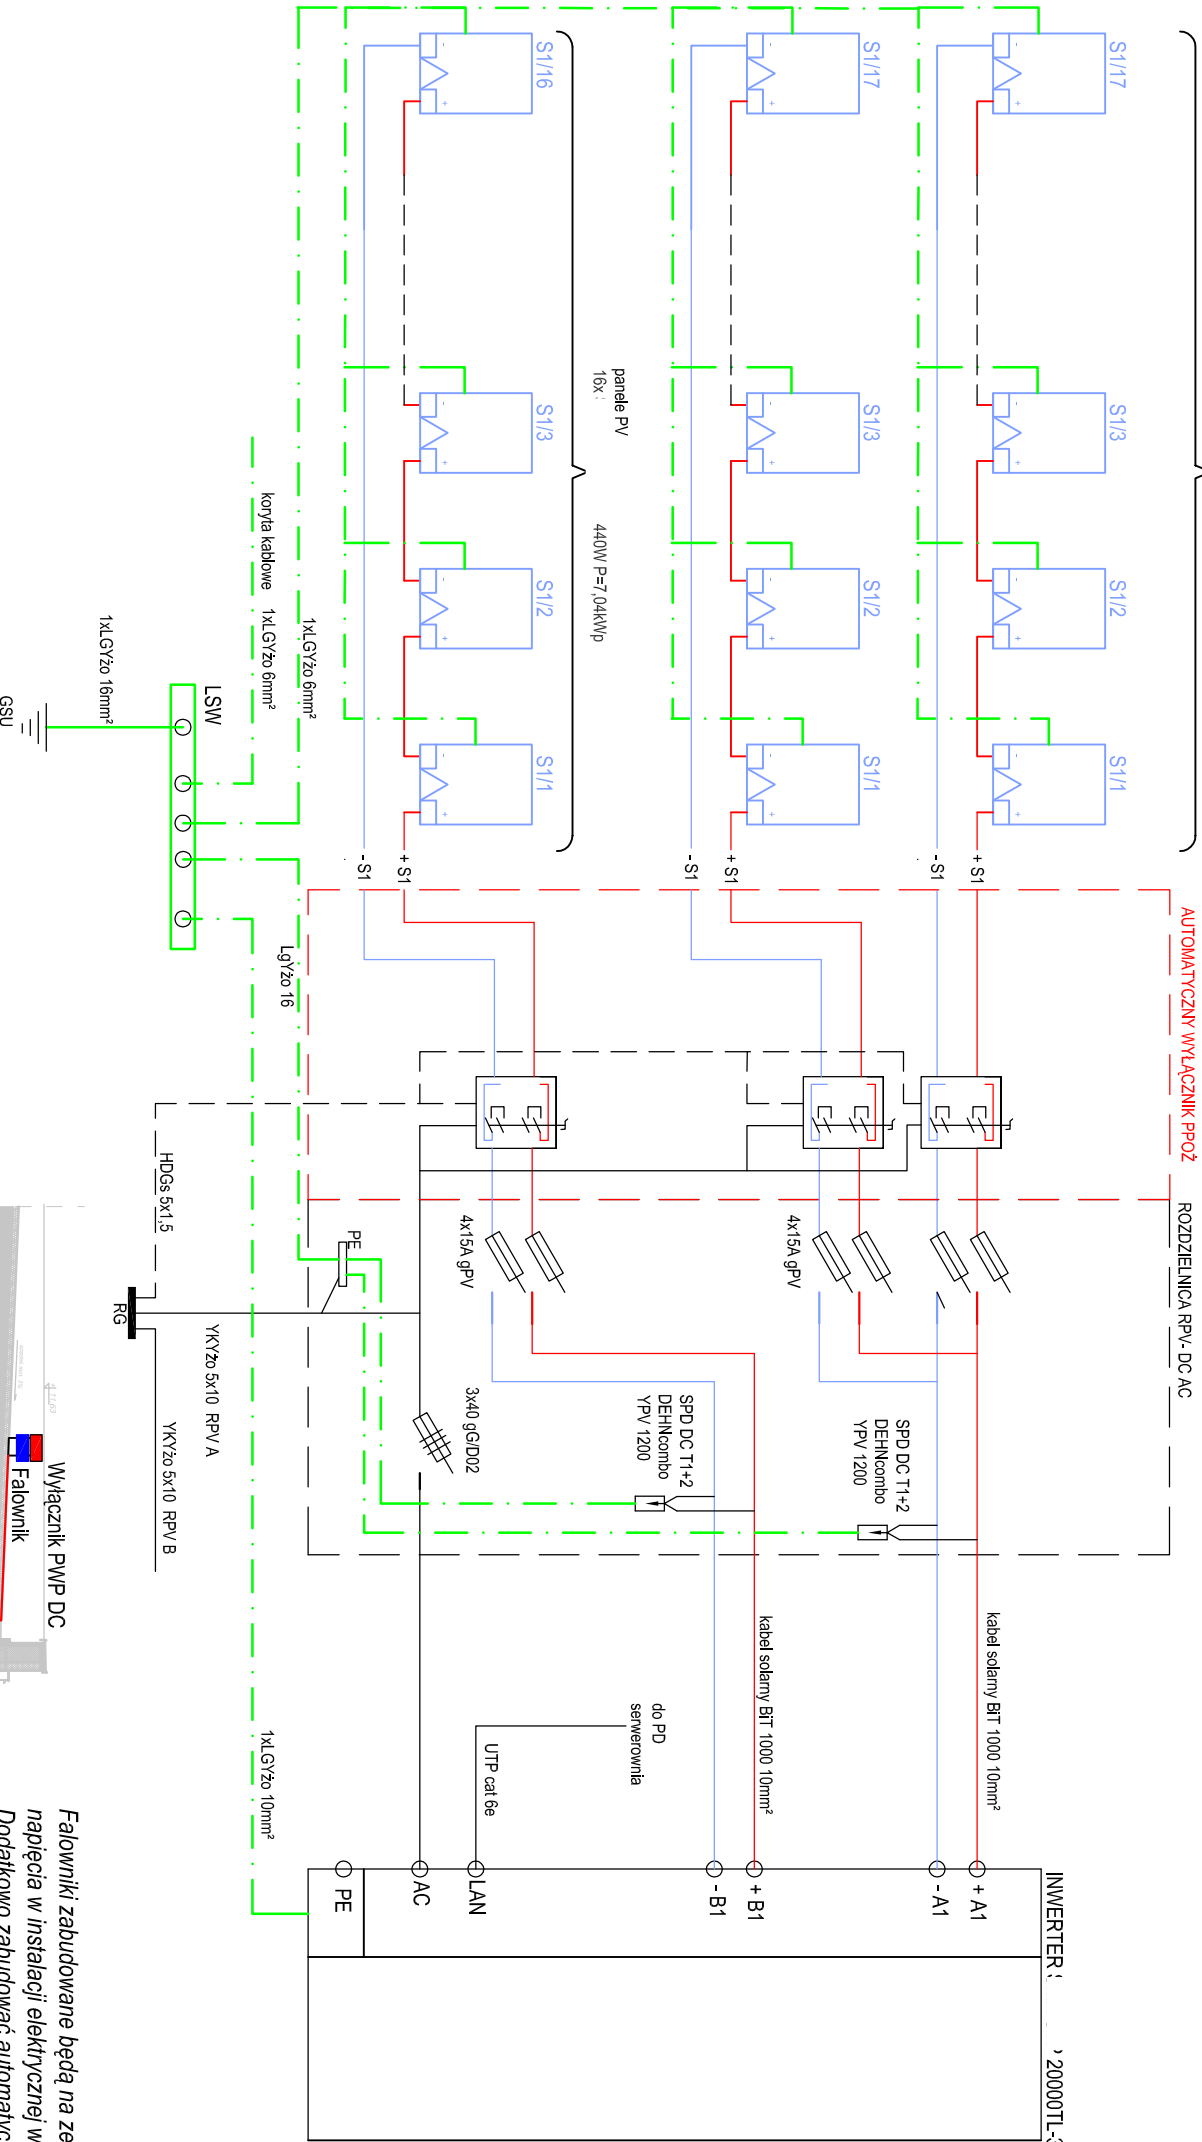 S1/17
S1/3
S1/2
S1/1
+ S1
-S1
S1/17
S1/3
S1/2
S1/1
+ S1
-S1
S1/16
S1/3
S1/2
S1/1
+ S1
-S1
panele PV
16x
440W P=7,04kWp
AUTOMATYCZNY WYŁĄCZNIK PPOŻ
ROZDZIELNICA RPV- DC AC
4x15A gPV
4x15A gPV
SPD DC T1+2
DEHNcombo
YPV 1200
SPD DC T1+2
DEHNcombo
YPV 1200
3x40 gG/D02
kabel solarny BiT 1000 10mm²
kabel solarny BiT 1000 10mm²
do PD
serwerownia
UTP cat 6e
INWERTER
20000TL-
+ A1
- A1
+ B1
- B1
LAN
AC
PE
1xLGYżo 6mm²
koryta kablowe 1xLGYżo 6mm²
1xLGYżo 16mm²
LSW
GSU
LgYżo 16
HDGs 5x1,5
PE
RG
YKYżo 5x10 RPV A
YKYżo 5x10 RPV B
1xLGYżo 10mm²
Wyłącznik PWP DC
Falownik
Falowniki zabudowane będą na ze
napięcia w instalacji elektrycznej w
Dodatkowo zabudować automatyc